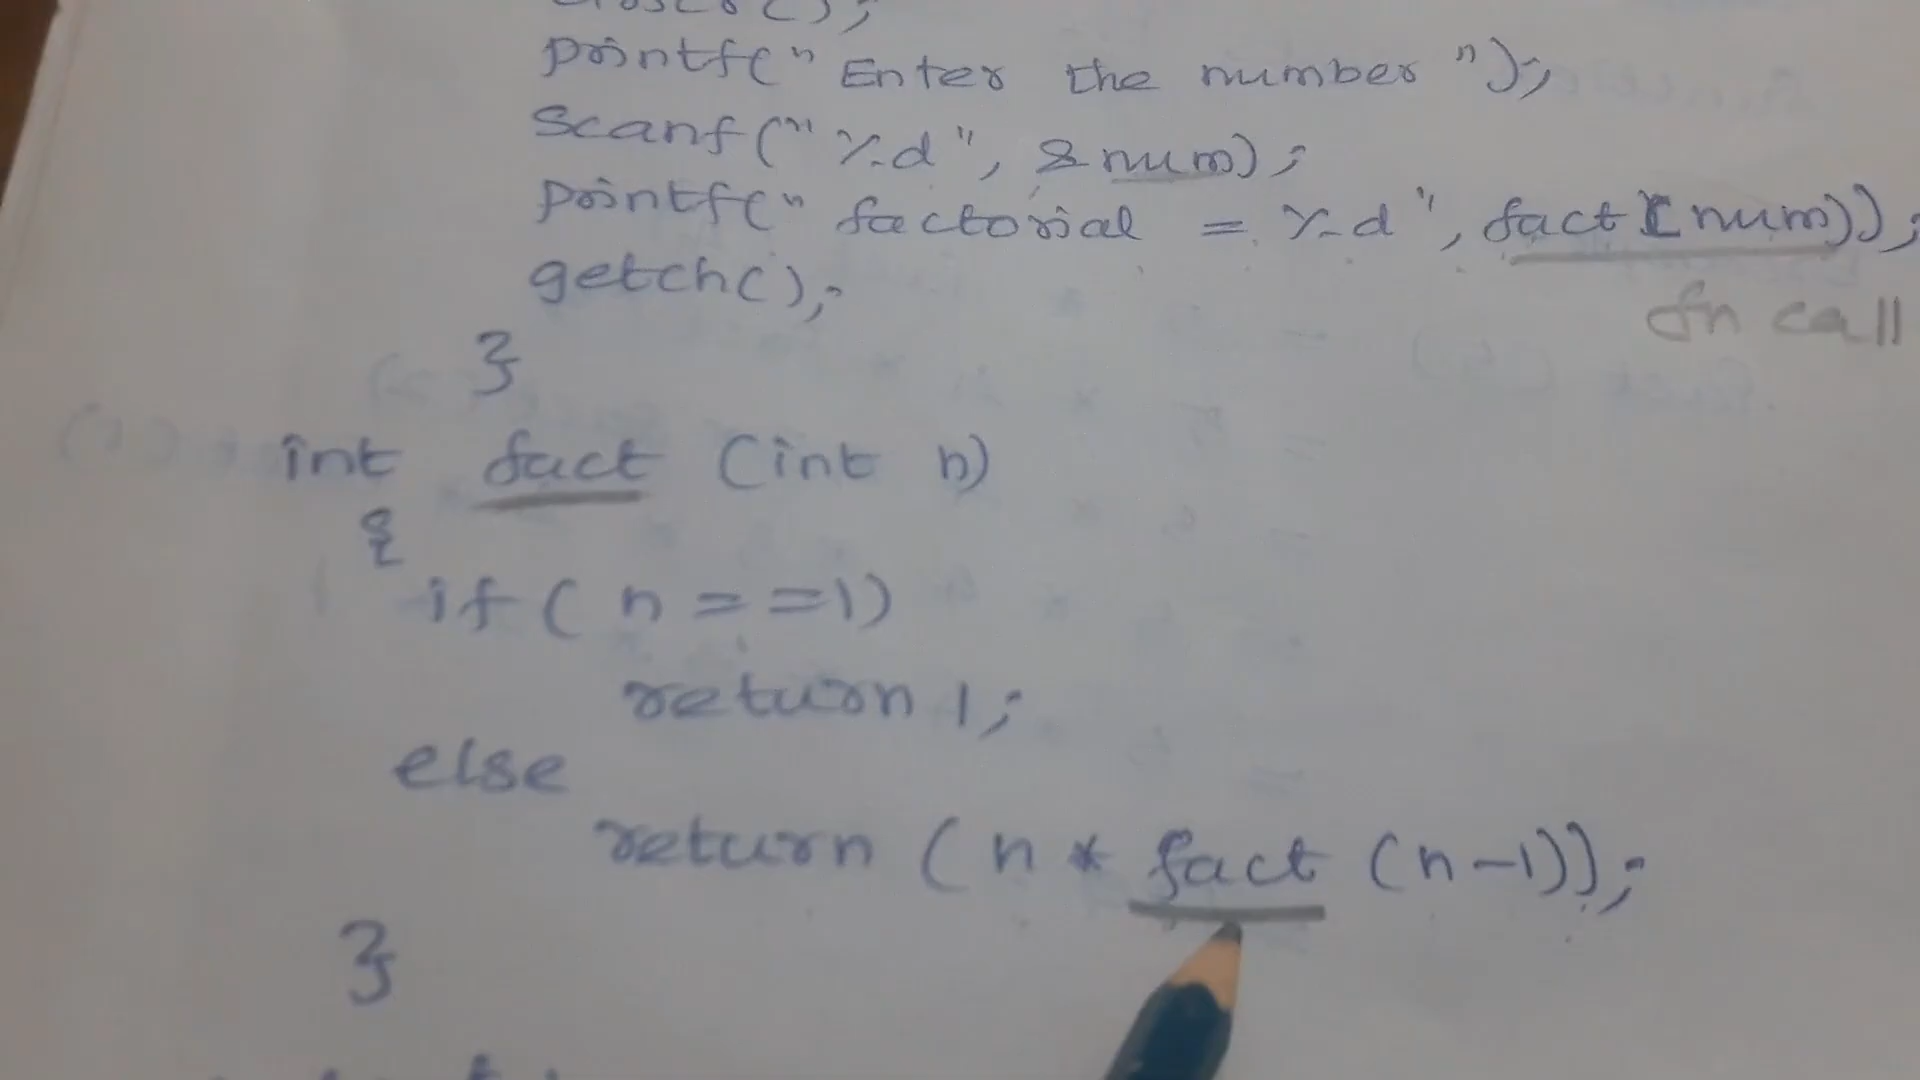 printf(" Enter the number ");
scanf("%d", &num);
printf(" factorial = %d", fact(num));
fn call
getch();
}
int fact (int n)
{
if( n ==1)
return 1;
else
return ( n * fact (n-1));
}